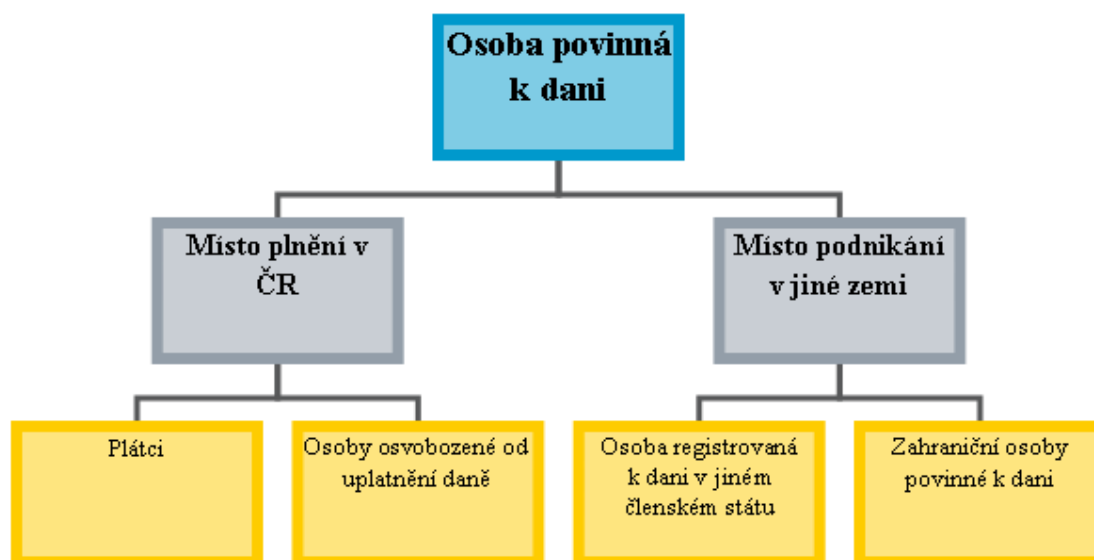 Osoba povinná
k dani
Místo plnění v
ČR
Místo podnikání
v jiné zemi
Plátci
Osoby osvobozené od
uplatnění daně
Osoba registrovaná
k dani v jiném
členském státu
Zahraniční osoby
povinné k dani